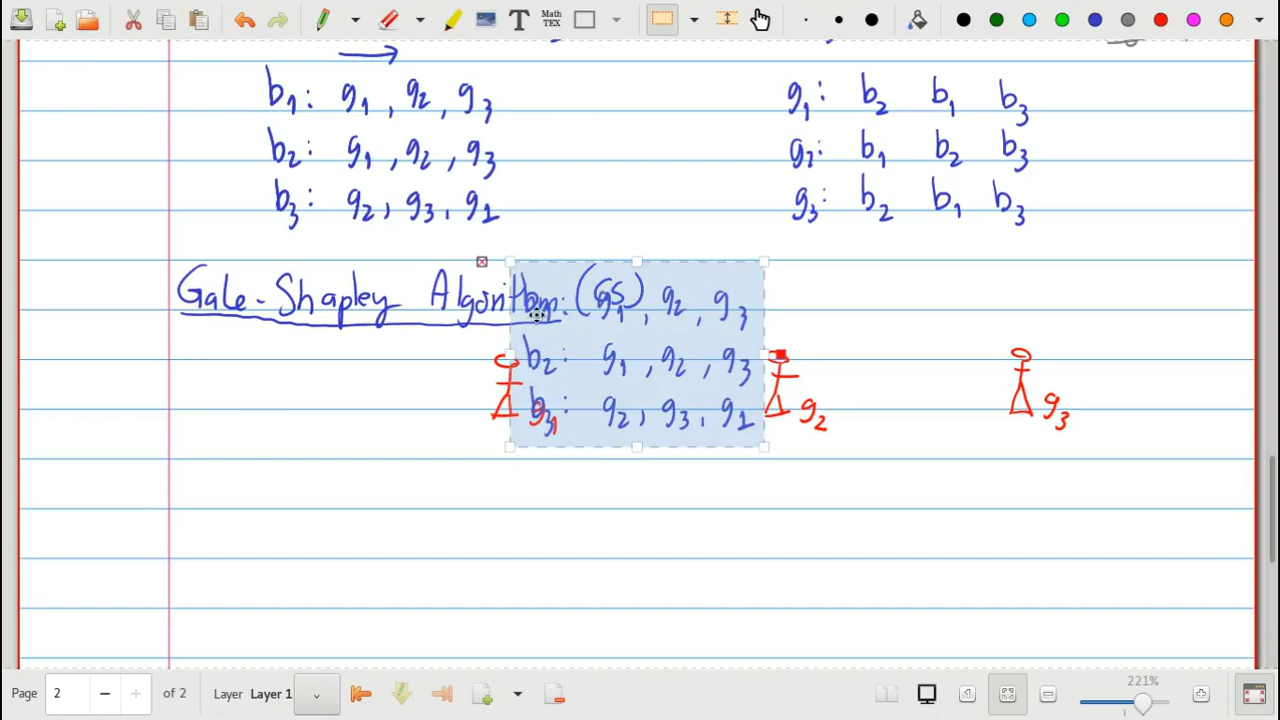 Math
TEX
b1: g1, g2, g3
b2: g1, g2, g3
b3: g2, g3, g1
g1: b2 b1 b3
g2: b1 b2 b3
g3: b2 b1 b3
Gale-Shapley Algorithm: (GS)
g1, g2, g3
b2: g1, g2, g3
b3: g2, g3, g1
g1
g2
g3
Page 2 of 2
Layer Layer 1
221%